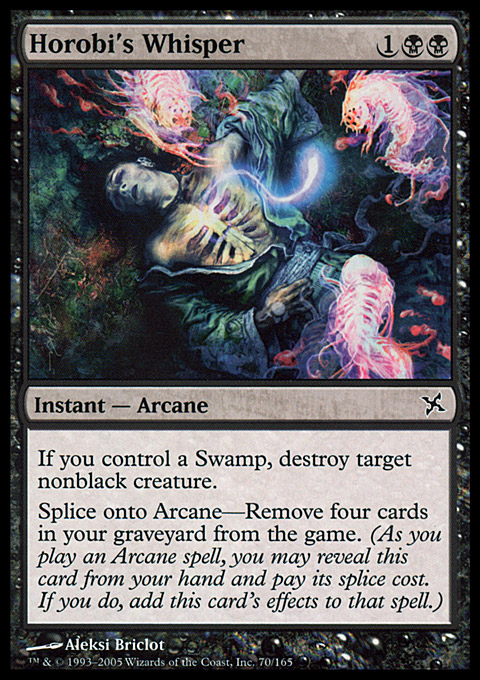 Horobi's Whisper 1
Instant — Arcane
If you control a Swamp, destroy target
nonblack creature.
Splice onto Arcane—Remove four cards
in your graveyard from the game. (As you
play an Arcane spell, you may reveal this
card from your hand and pay its splice cost.
If you do, add this card's effects to that spell.)
Aleksi Briclot
™ & © 1993–2005 Wizards of the Coast, Inc. 70/165